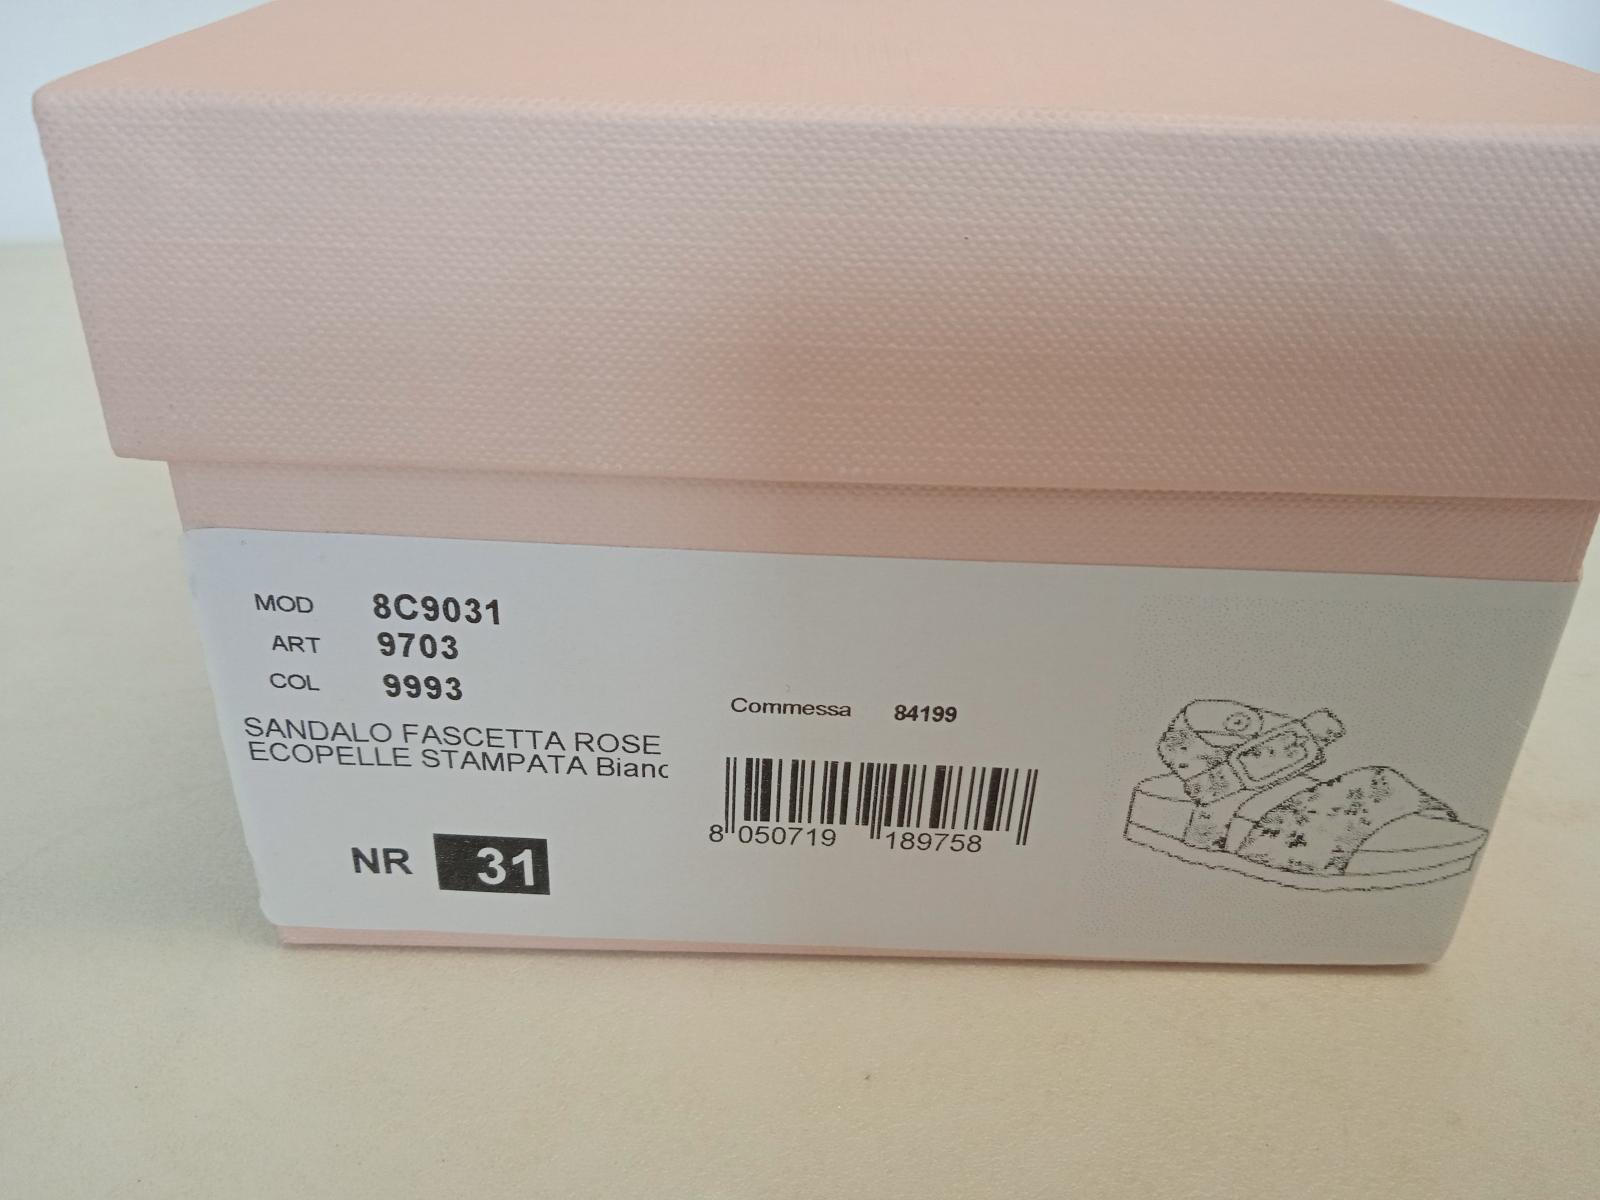 MOD 8C9031
ART 9703
COL 9993
SANDALO FASCETTA ROSE
ECOPELLE STAMPATA Bianc
NR 31
Commessa 84199
8 050719 189758